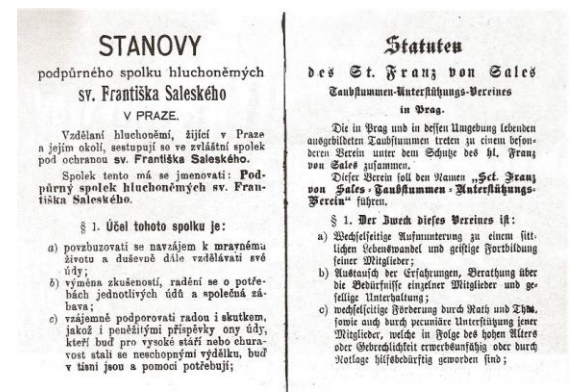 STANOVY
podpůrného spolku hluchoněmých
sv. Františka Saleského
V PRAZE.
Vzdělaní hluchoněmí, žijící v Praze
a jejím okolí, sestupují se ve zvláštní spolek
pod ochranou sv. Františka Saleského.
Spolek tento má se jmenovati: Pod-
půrný spolek hluchoněmých sv. Fran-
tiška Saleského.
§ 1. Účel tohoto spolku je:
a) povzbuzovati se navzájem k mravnému
životu a duševně dále vzdělávati své
údy;
b) výměna zkušeností, radění se o potře-
bách jednotlivých údů a společná zá-
bava;
c) vzájemně podporovati radou i skutkem,
jakož i peněžitými příspěvky ony údy,
kteří buď pro vysoké stáří nebo chura-
vost stali se neschopnými výdělku, buď
v tísni jsou a pomoci potřebují;
Statuten
des St. Franz von Sales
Taubstummen-Unterstützungs-Vereines
in Prag.
Die in Prag und in dessen Umgebung lebenden
ausgebildeten Taubstummen treten zu einem beson-
deren Verein unter dem Schutze des hl. Franz
von Sales zusammen.
Dieser Verein soll den Namen „Sct. Franz
von Sales-Taubstummen-Unterstützungs-
Verein“ führen.
§ 1. Der Zweck dieses Vereines ist:
a) Wechselseitige Aufmunterung zu einem sitt-
lichen Lebenswandel und geistige Fortbildung
seiner Mitglieder;
b) Austausch der Erfahrungen, Berathung über
die Bedürfnisse einzelner Mitglieder und ge-
sellige Unterhaltung;
c) wechselseitige Förderung durch Rath und That,
sowie auch durch pecuniäre Unterstützung jener
Mitglieder, welche in Folge des hohen Alters
oder Gebrechlichkeit erwerbsunfähig oder durch
Nothlage hilfsbedürftig geworden sind;